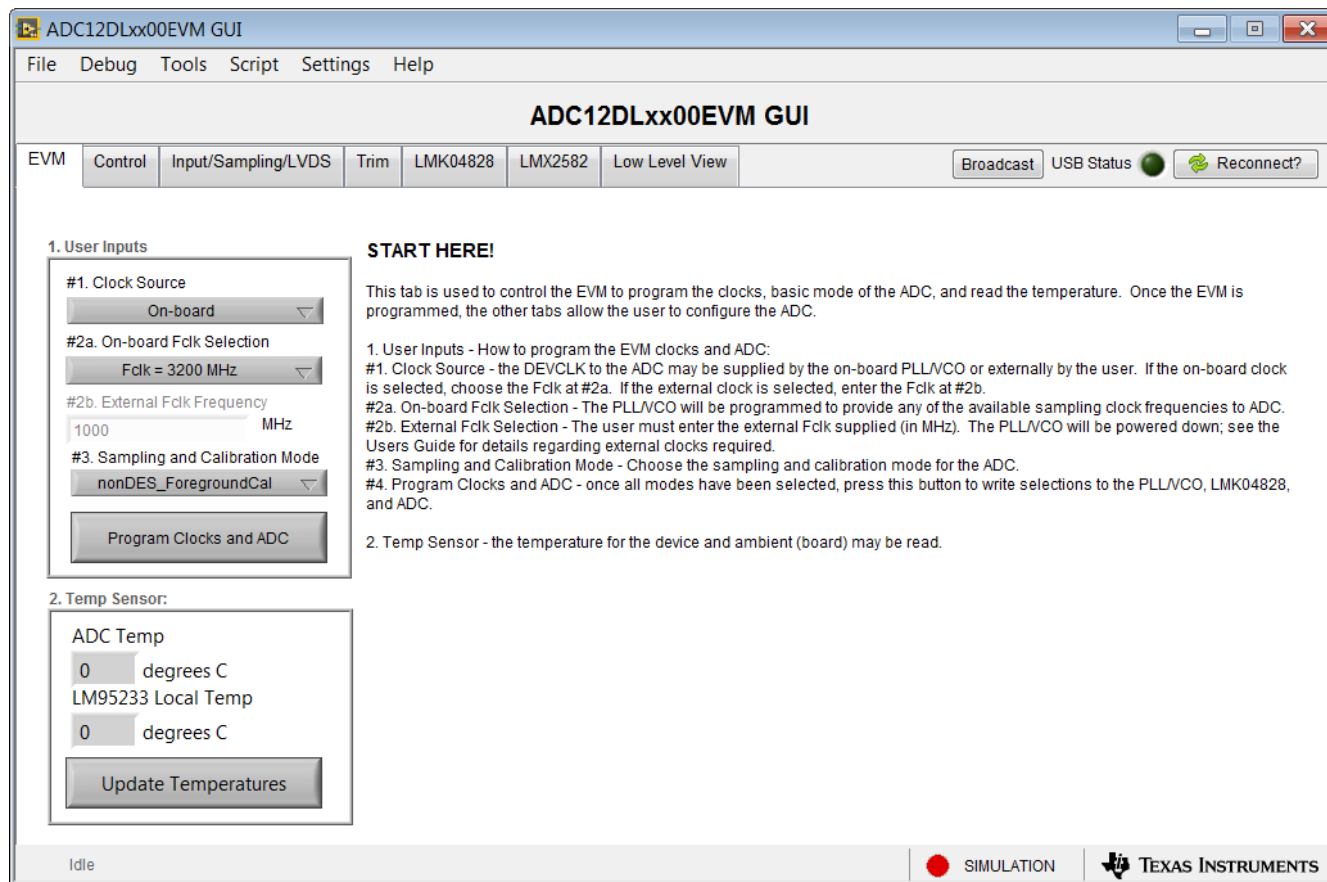 ADC12DLxx00EVM GUI
File Debug Tools Script Settings Help
ADC12DLxx00EVM GUI
EVM Control Input/Sampling/LVDS Trim LMK04828 LMX2582 Low Level View Broadcast USB Status Reconnect?
1. User Inputs
#1. Clock Source
On-board
#2a. On-board Fclk Selection
Fclk = 3200 MHz
#2b. External Fclk Frequency
1000 MHz
#3. Sampling and Calibration Mode
nonDES_ForegroundCal
Program Clocks and ADC
START HERE!
This tab is used to control the EVM to program the clocks, basic mode of the ADC, and read the temperature. Once the EVM is
programmed, the other tabs allow the user to configure the ADC.
1. User Inputs - How to program the EVM clocks and ADC:
#1. Clock Source - the DEVCLK to the ADC may be supplied by the on-board PLL/VCO or externally by the user. If the on-board clock
is selected, choose the Fclk at #2a. If the external clock is selected, enter the Fclk at #2b.
#2a. On-board Fclk Selection - The PLL/VCO will be programmed to provide any of the available sampling clock frequencies to ADC.
#2b. External Fclk Selection - The user must enter the external Fclk supplied (in MHz). The PLL/VCO will be powered down; see the
Users Guide for details regarding external clocks required.
#3. Sampling and Calibration Mode - Choose the sampling and calibration mode for the ADC.
#4. Program Clocks and ADC - once all modes have been selected, press this button to write selections to the PLL/VCO, LMK04828,
and ADC.
2. Temp Sensor - the temperature for the device and ambient (board) may be read.
2. Temp Sensor:
ADC Temp
0 degrees C
LM95233 Local Temp
0 degrees C
Update Temperatures
Idle SIMULATION TEXAS INSTRUMENTS